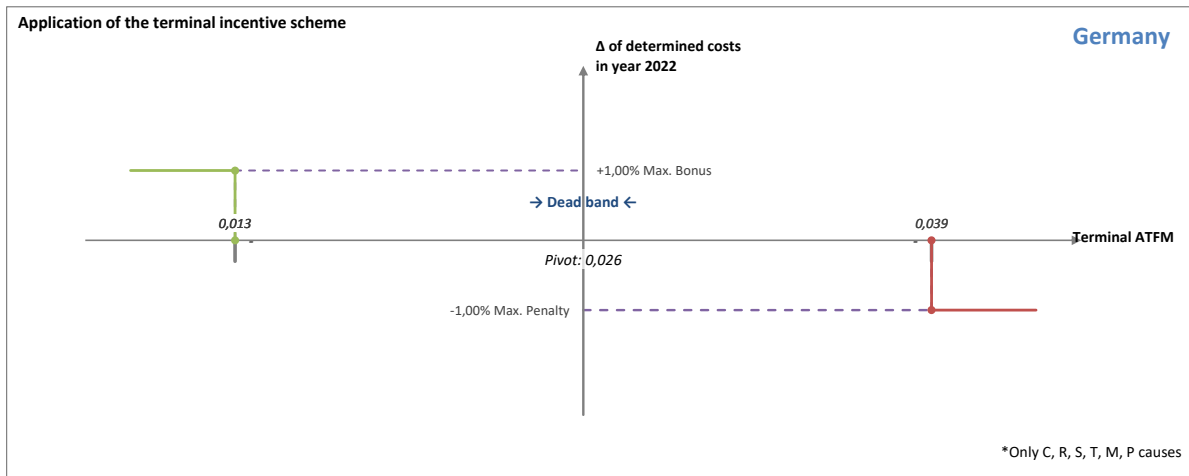 Application of the terminal incentive scheme
Germany
Δ of determined costs
in year 2022
+1,00% Max. Bonus
→ Dead band ←
0,013
0,039
Terminal ATFM
Pivot: 0,026
-1,00% Max. Penalty
*Only C, R, S, T, M, P causes